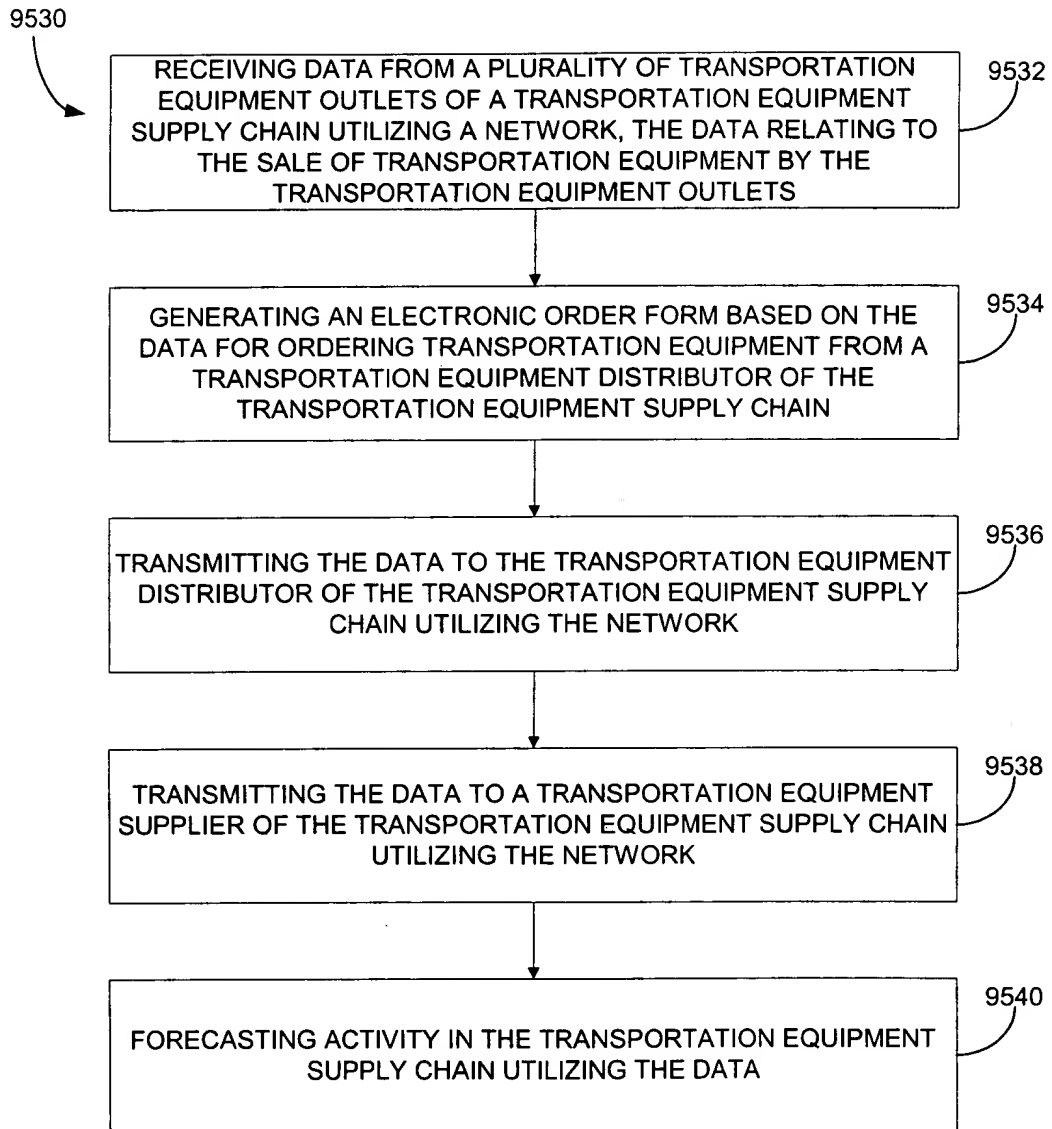 9530
RECEIVING DATA FROM A PLURALITY OF TRANSPORTATION
EQUIPMENT OUTLETS OF A TRANSPORTATION EQUIPMENT
SUPPLY CHAIN UTILIZING A NETWORK, THE DATA RELATING TO
THE SALE OF TRANSPORTATION EQUIPMENT BY THE
TRANSPORTATION EQUIPMENT OUTLETS
9532
GENERATING AN ELECTRONIC ORDER FORM BASED ON THE
DATA FOR ORDERING TRANSPORTATION EQUIPMENT FROM A
TRANSPORTATION EQUIPMENT DISTRIBUTOR OF THE
TRANSPORTATION EQUIPMENT SUPPLY CHAIN
9534
TRANSMITTING THE DATA TO THE TRANSPORTATION EQUIPMENT
DISTRIBUTOR OF THE TRANSPORTATION EQUIPMENT SUPPLY
CHAIN UTILIZING THE NETWORK
9536
TRANSMITTING THE DATA TO A TRANSPORTATION EQUIPMENT
SUPPLIER OF THE TRANSPORTATION EQUIPMENT SUPPLY CHAIN
UTILIZING THE NETWORK
9538
FORECASTING ACTIVITY IN THE TRANSPORTATION EQUIPMENT
SUPPLY CHAIN UTILIZING THE DATA
9540